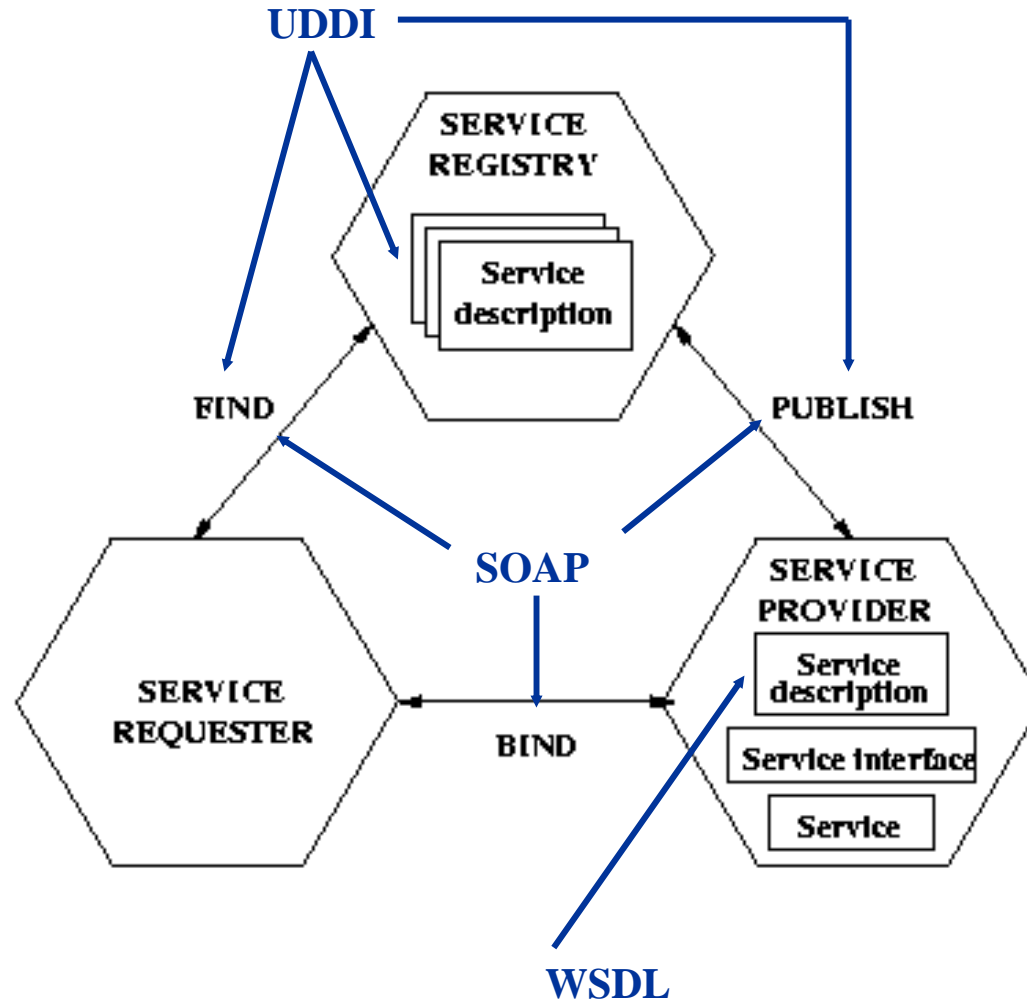 UDDI
SERVICE
REGISTRY
Service
description
FIND
PUBLISH
SOAP
SERVICE
REQUESTER
BIND
SERVICE
PROVIDER
Service
description
Service interface
Service
WSDL